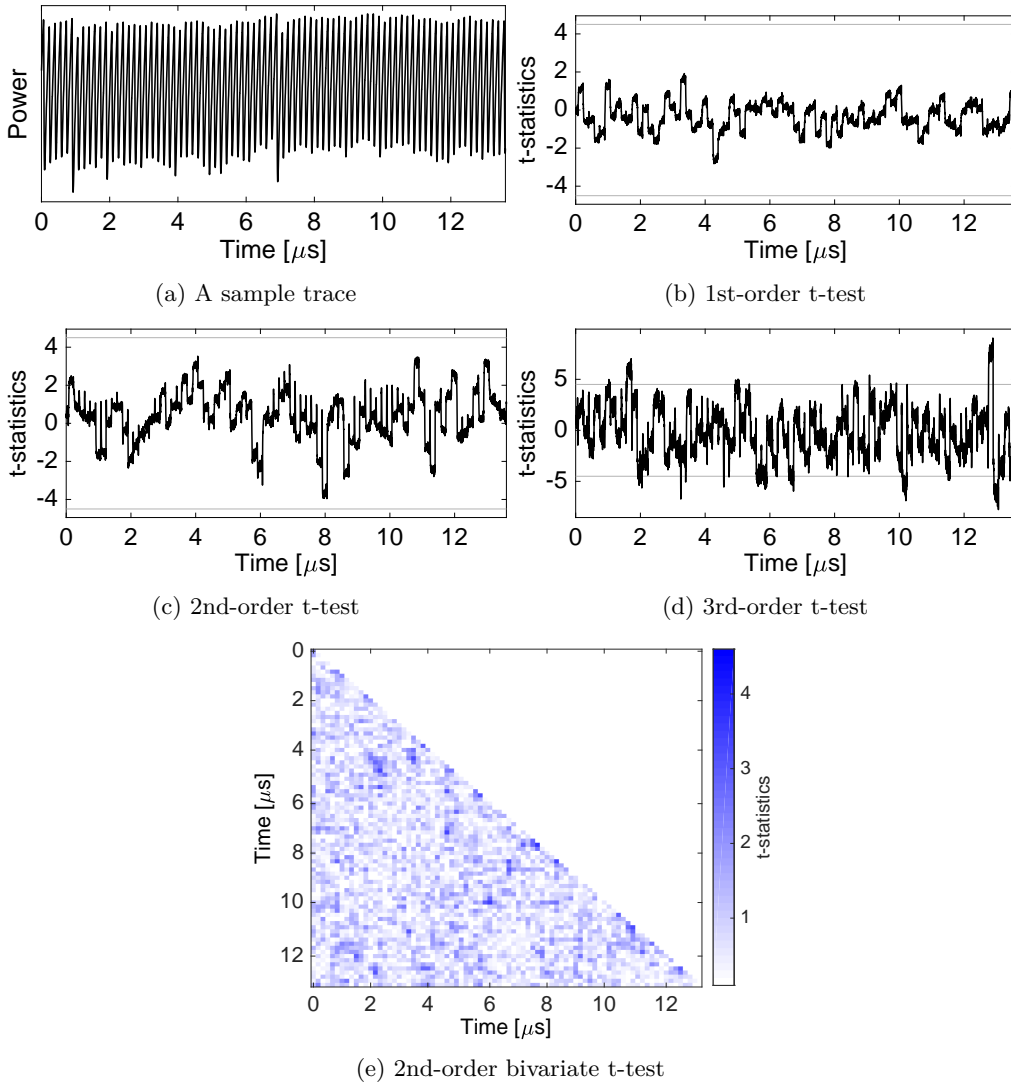 Power
0 2 4 6 8 10 12
Time [μs]
(a) A sample trace
t-statistics
4
2
0
-2
-4
0 2 4 6 8 10 12
Time [μs]
(b) 1st-order t-test
t-statistics
4
2
0
-2
-4
0 2 4 6 8 10 12
Time [μs]
(c) 2nd-order t-test
t-statistics
5
0
-5
0 2 4 6 8 10 12
Time [μs]
(d) 3rd-order t-test
Time [μs]
0
2
4
6
8
10
12
0 2 4 6 8 10 12
Time [μs]
4
3
2
1
t-statistics
(e) 2nd-order bivariate t-test